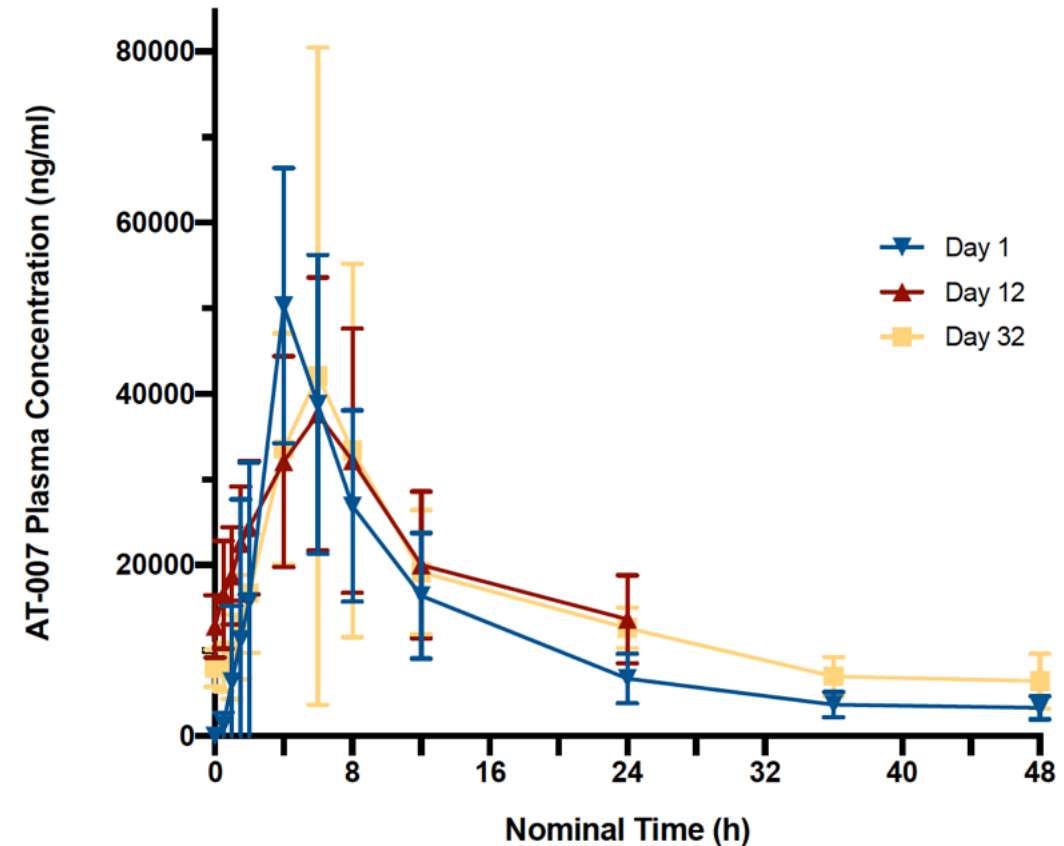 AT-007 Plasma Concentration (ng/ml)
80000
60000
40000
20000
0
Day 1
Day 12
Day 32
0 8 16 24 32 40 48
Nominal Time (h)